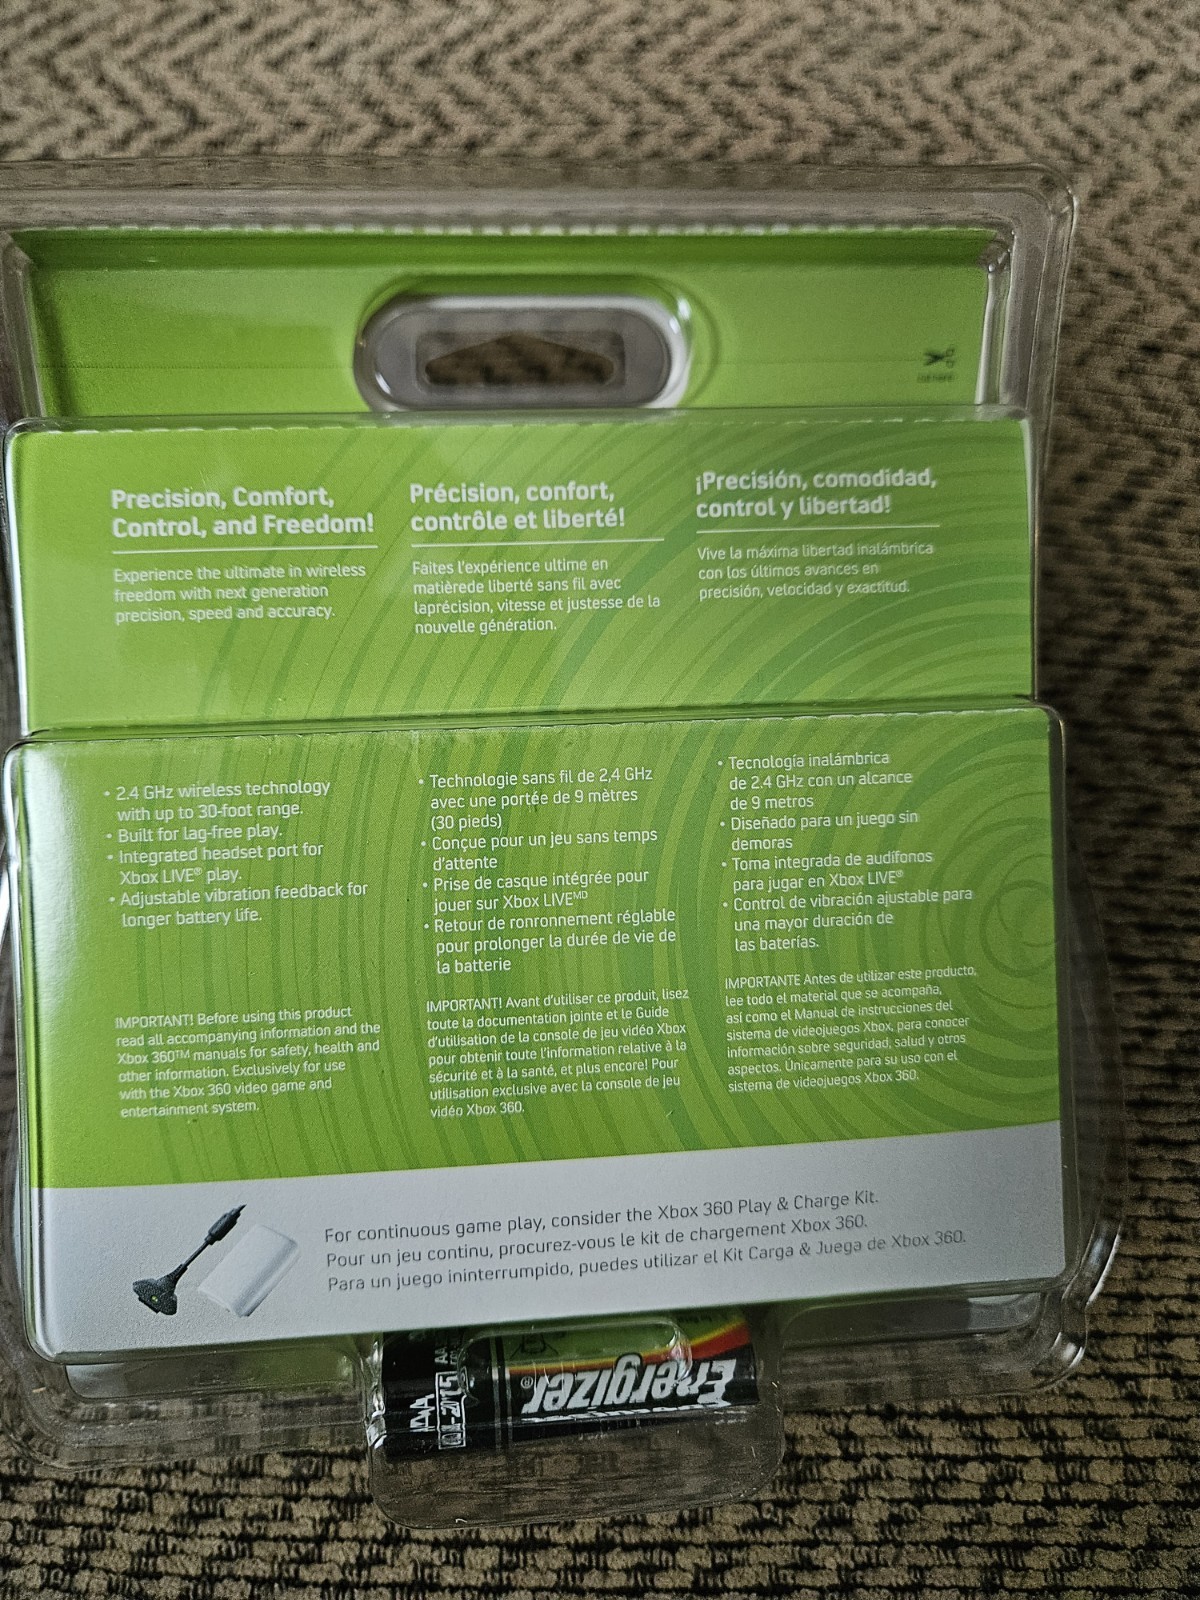 Precision, Comfort,
Control, and Freedom!
Experience the ultimate in wireless
freedom with next generation
precision, speed and accuracy.
Précision, confort,
contrôle et liberté!
Faites l'expérience ultime en
matièrede liberté sans fil avec
laprécision, vitesse et justesse de la
nouvelle génération.
¡Precisión, comodidad,
control y libertad!
Vive la máxima libertad inalámbrica
con los últimos avances en
precisión, velocidad y exactitud.
• 2.4 GHz wireless technology
with up to 30-foot range.
• Built for lag-free play.
• Integrated headset port for
Xbox LIVE® play.
• Adjustable vibration feedback for
longer battery life.
IMPORTANT! Before using this product
read all accompanying information and the
Xbox 360™ manuals for safety, health and
other information. Exclusively for use
with the Xbox 360 video game and
entertainment system.
• Technologie sans fil de 2,4 GHz
avec une portée de 9 mètres
(30 pieds)
• Conçue pour un jeu sans temps
d'attente
• Prise de casque intégrée pour
jouer sur Xbox LIVEᴹᴰ
• Retour de ronronnement réglable
pour prolonger la durée de vie de
la batterie
IMPORTANT! Avant d'utiliser ce produit, lisez
toute la documentation jointe et le Guide
d'utilisation de la console de jeu vidéo Xbox
pour obtenir toute l'information relative à la
sécurité et à la santé, et plus encore! Pour
utilisation exclusive avec la console de jeu
vidéo Xbox 360.
• Tecnología inalámbrica
de 2.4 GHz con un alcance
de 9 metros
• Diseñado para un juego sin
demoras
• Toma integrada de audífonos
para jugar en Xbox LIVE®
• Control de vibración ajustable para
una mayor duración de
las baterías.
IMPORTANTE Antes de utilizar este producto,
lee todo el material que se acompaña,
así como el Manual de instrucciones del
sistema de videojuegos Xbox, para conocer
información sobre seguridad, salud y otros
aspectos. Únicamente para su uso con el
sistema de videojuegos Xbox 360.
For continuous game play, consider the Xbox 360 Play & Charge Kit.
Pour un jeu continu, procurez-vous le kit de chargement Xbox 360.
Para un juego ininterrumpido, puedes utilizar el Kit Carga & Juega de Xbox 360.
Energizer®
AA